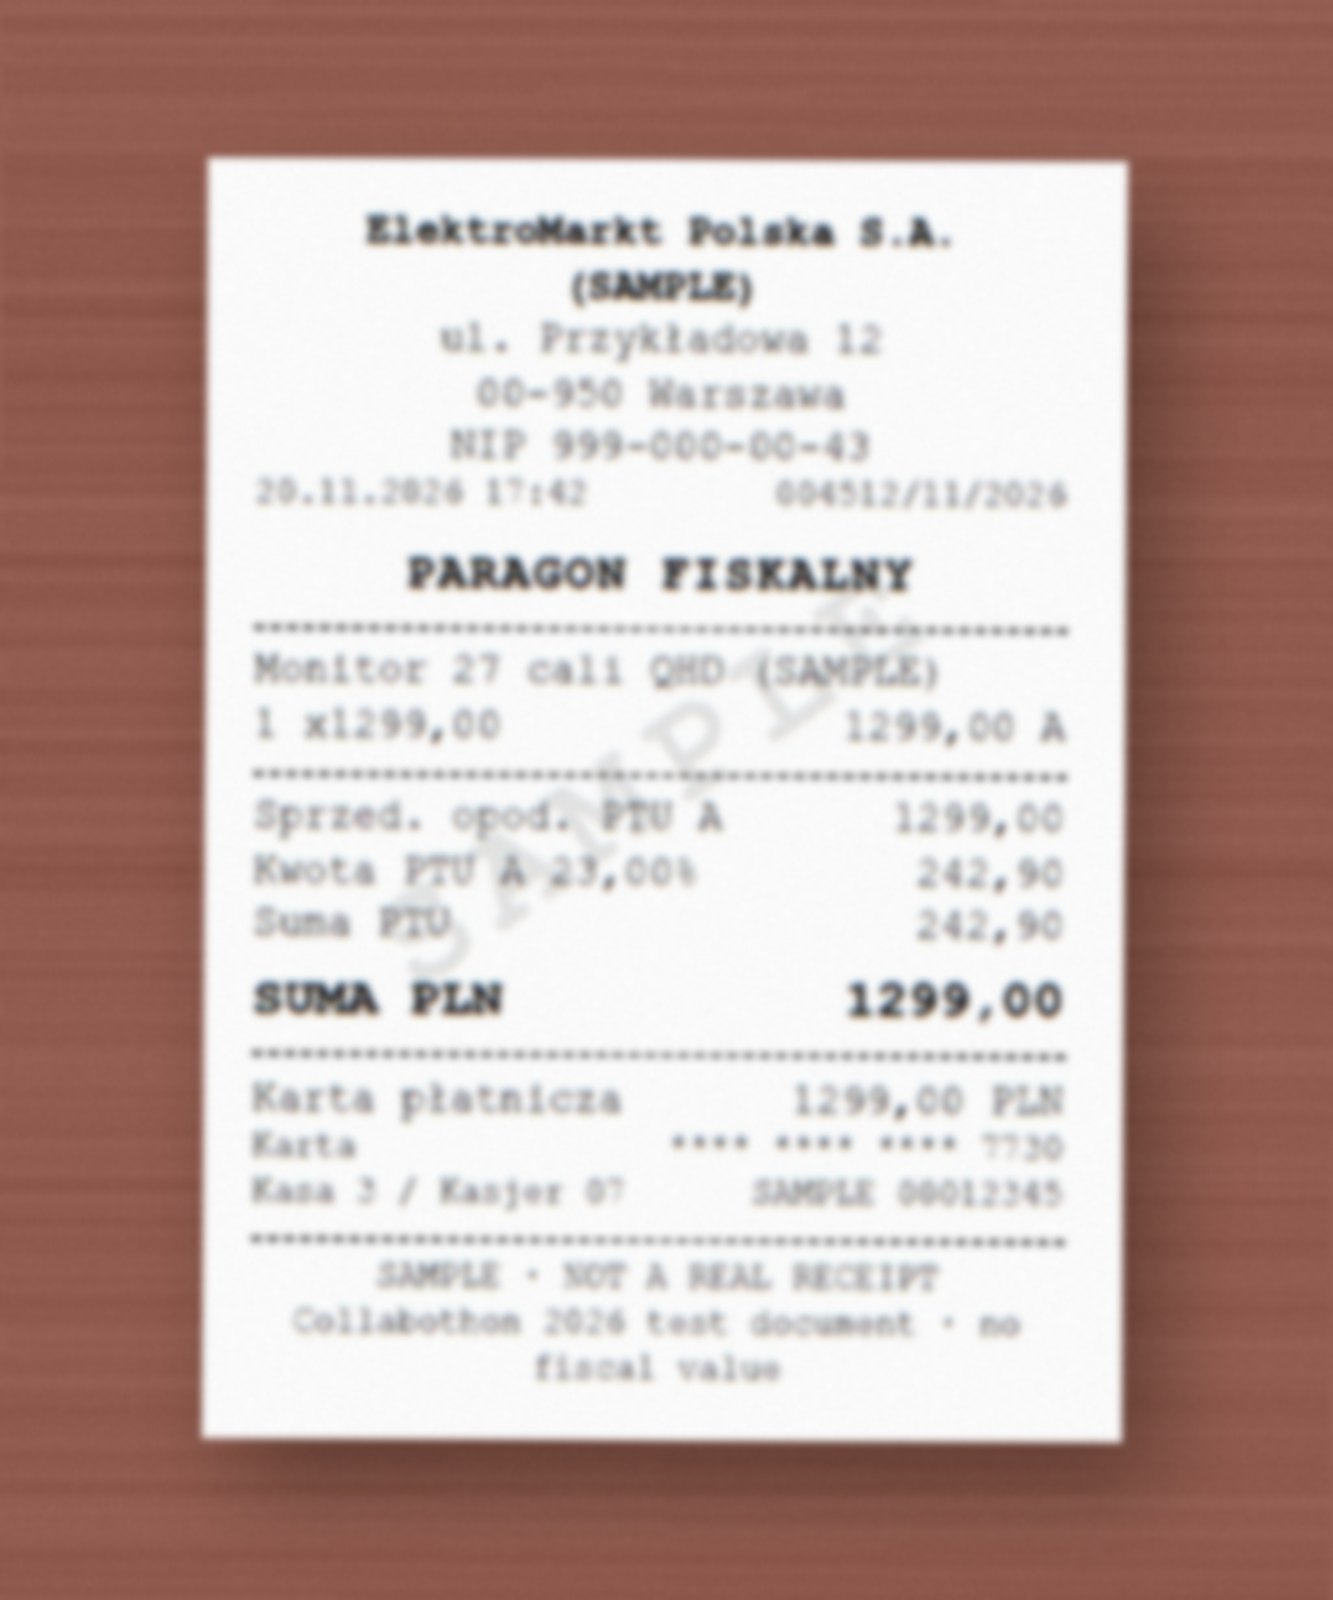 ElektroMarkt Polska S.A.
(SAMPLE)
ul. Przykładowa 12
00-950 Warszawa
NIP 999-000-00-43
20.11.2026 17:42 004512/11/2026
PARAGON FISKALNY
Monitor 27 cali QHD (SAMPLE)
1 x1299,00 1299,00 A
Sprzed. opod. PTU A 1299,00
Kwota PTU A 23,00% 242,90
Suma PTU 242,90
SUMA PLN 1299,00
Karta płatnicza 1299,00 PLN
Karta **** **** **** 7730
Kasa 3 / Kasjer 07 SAMPLE 00012345
SAMPLE · NOT A REAL RECEIPT
Collabothon 2026 test document · no
fiscal value
SAMPLE